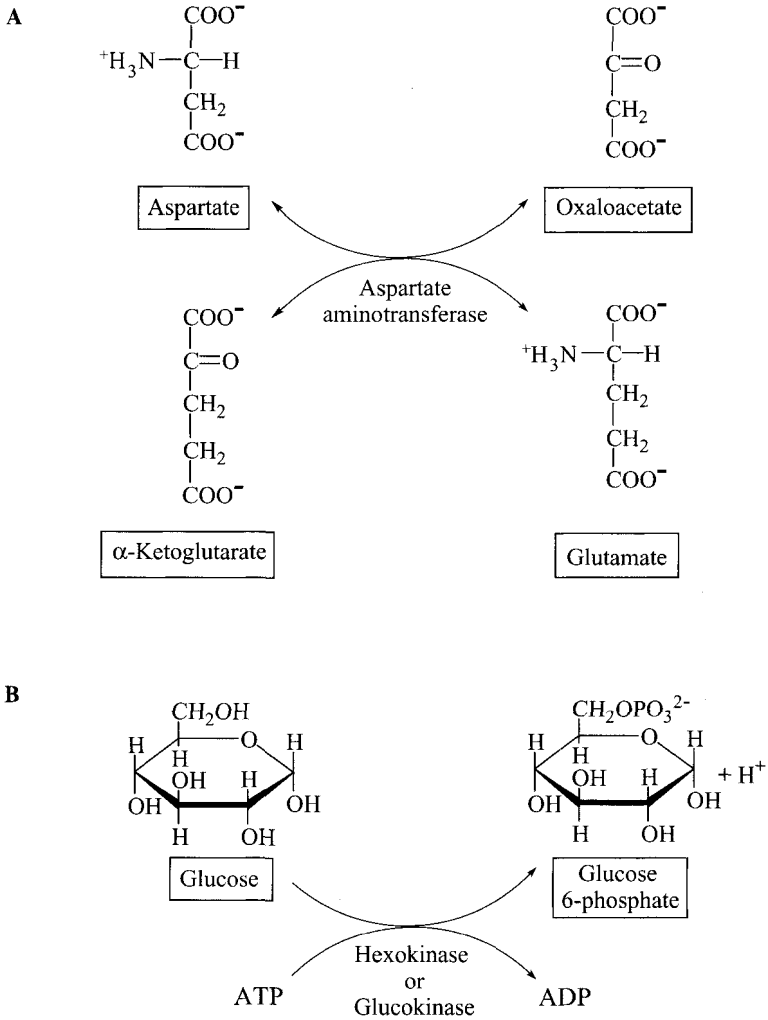 A
COO⁻
⁺H₃N—C—H
CH₂
COO⁻
Aspartate
COO⁻
C=O
CH₂
COO⁻
Oxaloacetate
Aspartate
aminotransferase
COO⁻
C=O
CH₂
CH₂
COO⁻
α-Ketoglutarate
COO⁻
⁺H₃N—C—H
CH₂
CH₂
COO⁻
Glutamate
B
CH₂OH
H O H
H
OH H
OH OH
H OH
Glucose
CH₂OPO₃²⁻
H O H
H
OH H + H⁺
OH OH
H OH
Glucose
6-phosphate
Hexokinase
or
Glucokinase
ATP
ADP